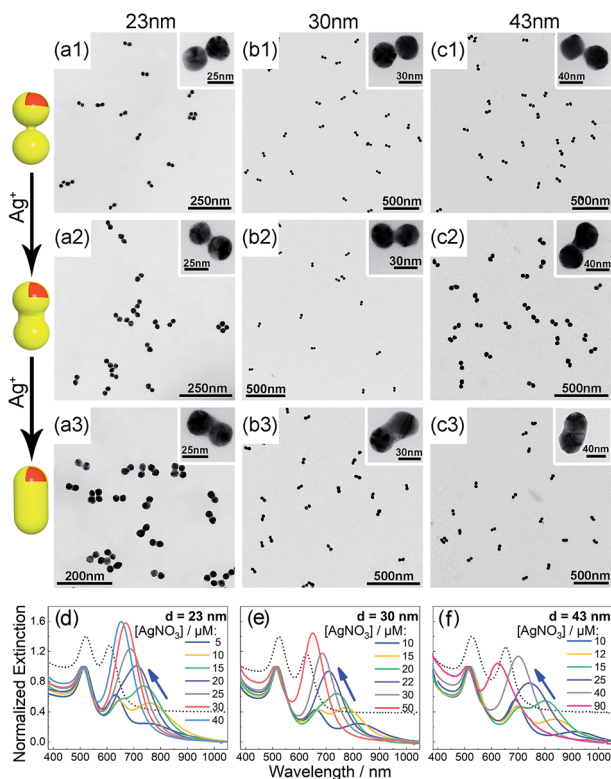 23nm 30nm 43nm
(a1) 25nm 250nm
(b1) 30nm 500nm
(c1) 40nm 500nm
Ag⁺
(a2) 25nm 250nm
(b2) 30nm 500nm
(c2) 40nm 500nm
Ag⁺
(a3) 25nm 200nm
(b3) 30nm 500nm
(c3) 40nm 500nm
(d) d = 23 nm
[AgNO₃] / µM:
5
10
15
20
25
30
40
(e) d = 30 nm
[AgNO₃] / µM:
10
15
20
22
30
50
(f) d = 43 nm
[AgNO₃] / µM:
10
12
15
25
40
90
Normalized Extinction
1.6
1.2
0.8
0.4
0.0
400 500 600 700 800 900 1000
400 500 600 700 800 900 1000
400 500 600 700 800 900 1000
Wavelength / nm